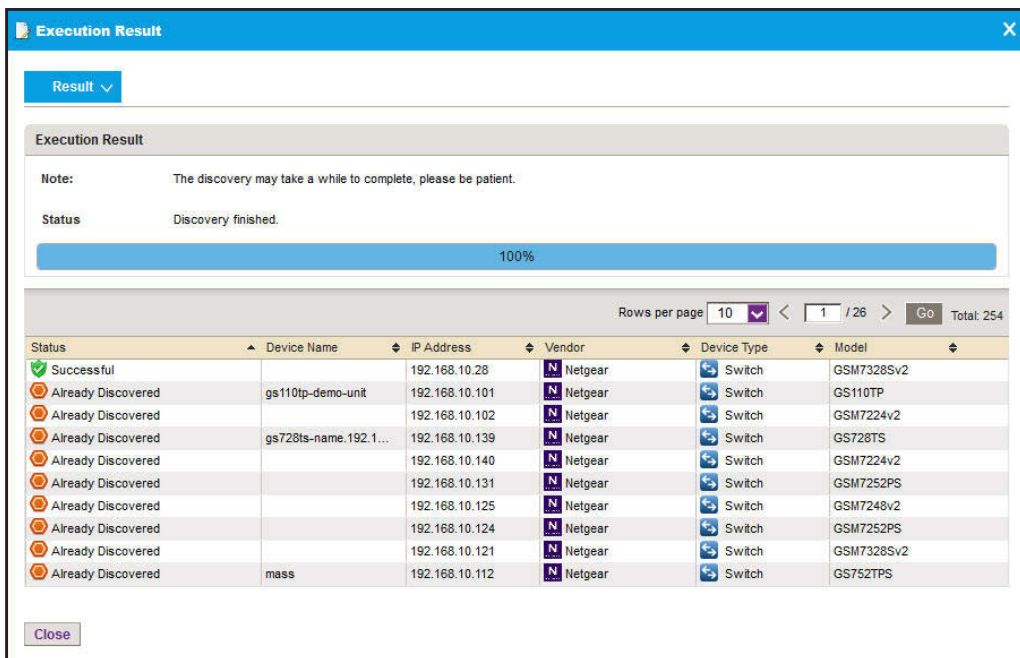 Execution Result X
Result
Execution Result
Note: The discovery may take a while to complete, please be patient.
Status Discovery finished.
100%
Rows per page 10 < 1 / 26 > Go Total: 254
Status Device Name IP Address Vendor Device Type Model
Successful 192.168.10.28 N Netgear Switch GSM7328Sv2
Already Discovered gs110tp-demo-unit 192.168.10.101 N Netgear Switch GS110TP
Already Discovered 192.168.10.102 N Netgear Switch GSM7224v2
Already Discovered gs728ts-name.192.1... 192.168.10.139 N Netgear Switch GS728TS
Already Discovered 192.168.10.140 N Netgear Switch GSM7224v2
Already Discovered 192.168.10.131 N Netgear Switch GSM7252PS
Already Discovered 192.168.10.125 N Netgear Switch GSM7248v2
Already Discovered 192.168.10.124 N Netgear Switch GSM7252PS
Already Discovered 192.168.10.121 N Netgear Switch GSM7328Sv2
Already Discovered mass 192.168.10.112 N Netgear Switch GS752TPS
Close